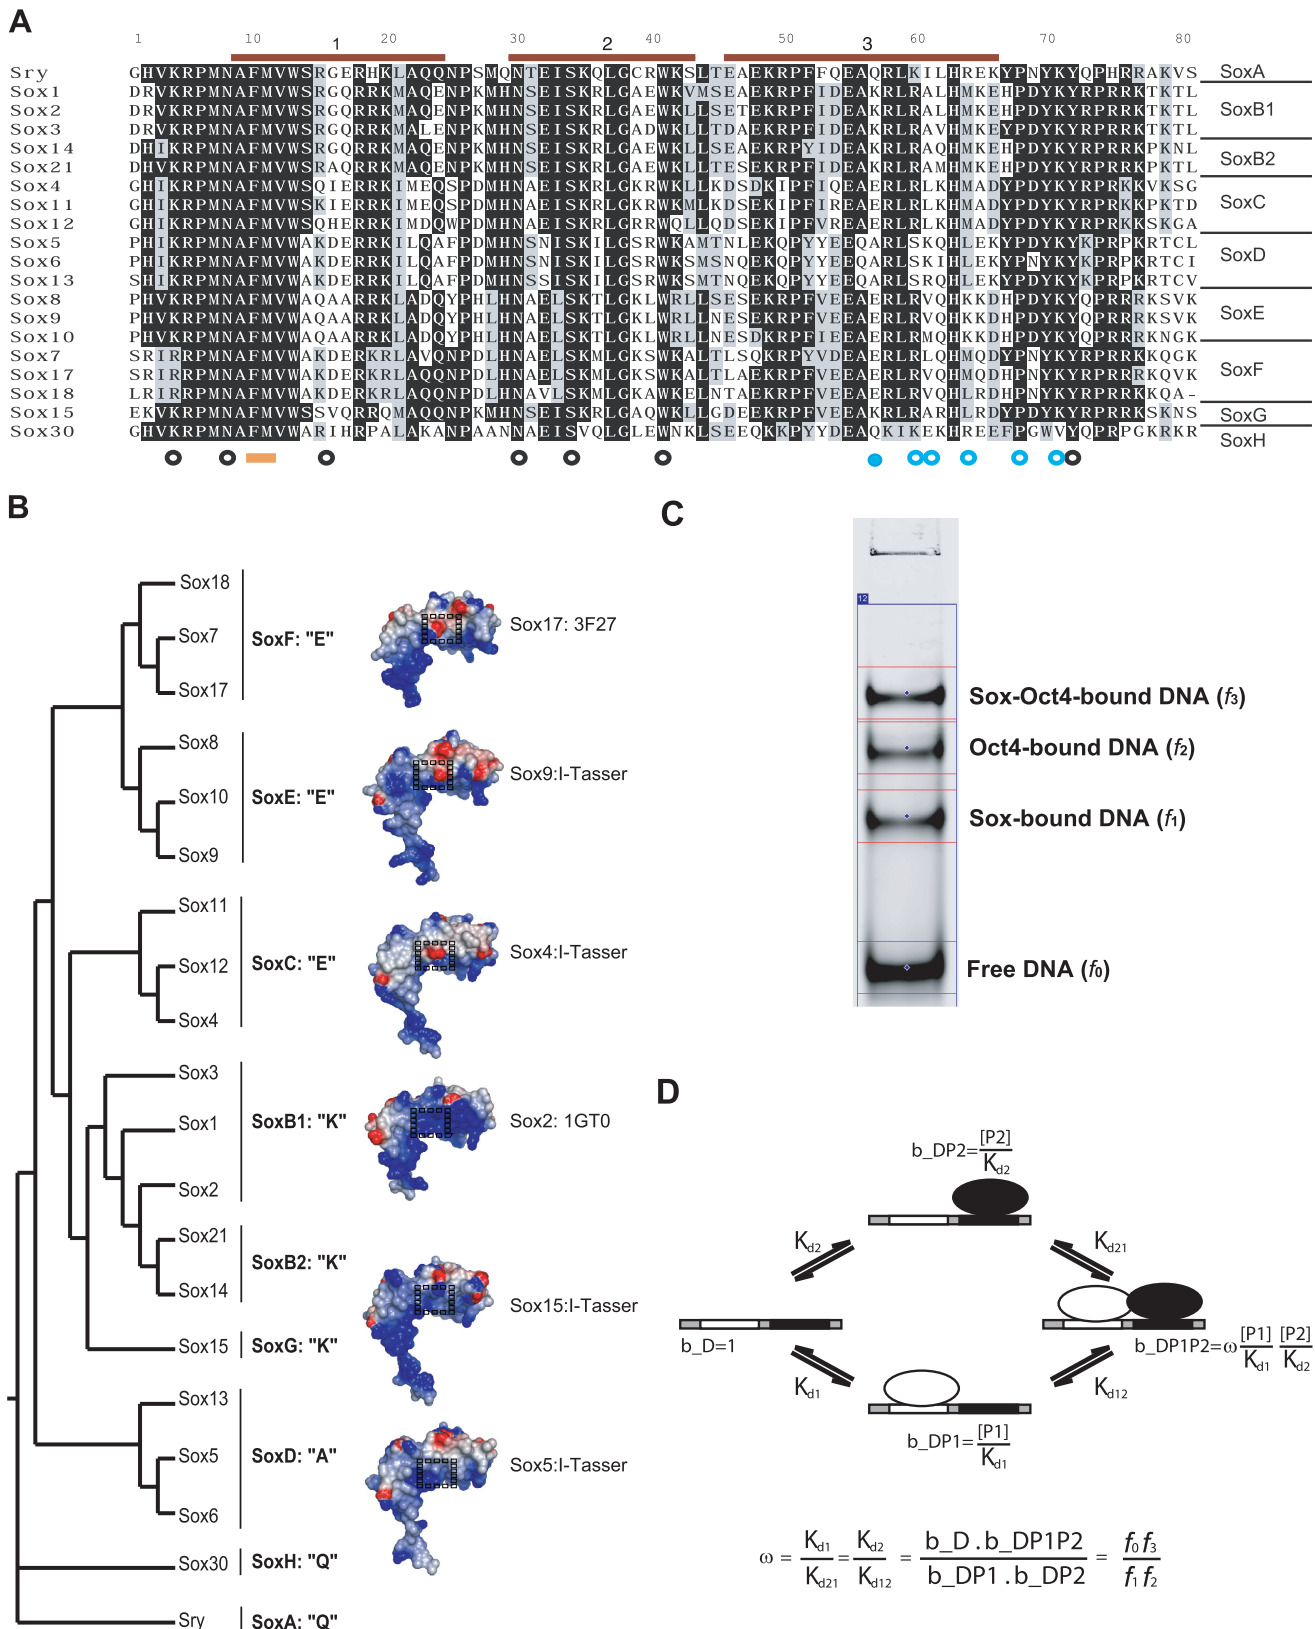 A
1 10 20 30 40 50 60 70 80
1 2 3
Sry GHVKRPMNAFMVWSRGERHKLAQQNPSMQNTEISKQLGCRWKSLTEAEKRPFFQEAQRLKILHREKYPNYKYQPHRRAKVS SoxA
Sox1 DRVKRPMNAFMVWSRGQRRKMAQENPKMHNSEISKRLGAEWKVMSEAEKRPFIDEAKRLRALHMKEHPDYKYRPRRKTKTL
Sox2 DRVKRPMNAFMVWSRGQRRKMAQENPKMHNSEISKRLGAEWKLLSETEKRPFIDEAKRLRALHMKEHPDYKYRPRRKTKTL SoxB1
Sox3 DRVKRPMNAFMVWSRGQRRKMALENPKMHNSEISKRLGADWKLLTDAEKRPFIDEAKRLRAVHMKEYPDYKYRPRRKTKTL
Sox14 DHIKRPMNAFMVWSRGQRRKMAQENPKMHNSEISKRLGAEWKLLSEAEKRPYIDEAKRLRAQHMKEHPDYKYRPRRKPKNL SoxB2
Sox21 DHVKRPMNAFMVWSRAQRRKMAQENPKMHNSEISKRLGAEWKLLTESEKRPFIDEAKRLRAMHMKEHPDYKYRPRRKPKTL
Sox4 GHIKRPMNAFMVWSQIERRKIMEQSPDMHNAEISKRLGKRWKLLKDSDKIPFIQEAERLRLKHMADYPDYKYRPRKKVKSG
Sox11 GHIKRPMNAFMVWSKIERRKIMEQSPDMHNAEISKRLGKRWKLLKDSEKIPFIREAERLRLKHMADYPDYKYRPRKKPKTD SoxC
Sox12 GHIKRPMNAFMVWSQHERRKIMDQWPDMHNAEISKRLGRRWQLLQDSEKIPFVREAERLRLKHMADYPDYKYRPRKKSKGA
Sox5 PHIKRPMNAFMVWAKDERRKILQAFPDMHNSNISKILGSRWKAMTNLEKQPYYEEQARLSKQHLEKYPDYKYKPRPKRTCL
Sox6 PHIKRPMNAFMVWAKDERRKILQAFPDMHNSNISKILGSRWKSMSNQEKQPYYEEQARLSKIHLEKYPNYKYKPRPKRTCI SoxD
Sox13 SHIKRPMNAFMVWAKDERRKILQAFPDMHNSSISKILGSRWKSMTNQEKQPYYEEQARLSRQHLEKYPDYKYKPRPKRTCV
Sox8 PHVKRPMNAFMVWAQAARRKLADQYPHLHNAELSKTLGKLWRLLSESEKRPFVEEAERLRVQHKKDHPDYKYQPRRRKSVK
Sox9 PHVKRPMNAFMVWAQAARRKLADQYPHLHNAELSKTLGKLWRLLNESEKRPFVEEAERLRVQHKKDHPDYKYQPRRRKSVK SoxE
Sox10 PHVKRPMNAFMVWAQAARRKLADQYPHLHNAELSKTLGKLWRLLNESDKRPFIEEAERLRMQHKKDHPDYKYQPRRRKNGK
Sox7 SRIRRPMNAFMVWAKDERKRLAVQNPDLHNAELSKMLGKSWKALTLSQKRPYVDEAERLRLQHMQDYPNYKYRPRRKKQGK
Sox17 SRIRRPMNAFMVWAKDERKRLAQQNPDLHNAELSKMLGKSWKALTLAEKRPFVEEAERLRVQHMQDHPNYKYRPRRRKQVK SoxF
Sox18 LRIRRPMNAFMVWAKDERKRLAQQNPDLHNAVLSKMLGKAWKELNTAEKRPFVEEAERLRVQHLRDHPNYKYRPRRKKQA-
Sox15 EKVKRPMNAFMVWSSVQRRQMAQQNPKMHNSEISKRLGAQWKLLGDEEKRPFVEEAKRLRARHLRDYPDYKYRPRRKSKNS SoxG
Sox30 GHVKRPMNAFMVWARIHRPALAKANPAANNAEISVQLGLEWNKLSEEQKKPYYDEAQKIKEKHREEFPGWVYQPRPGKRKR SoxH
B
Sox18
Sox7
Sox17
SoxF: "E"
Sox17: 3F27
Sox8
Sox10
Sox9
SoxE: "E"
Sox9:I-Tasser
Sox11
Sox12
Sox4
SoxC: "E"
Sox4:I-Tasser
Sox3
Sox1
Sox2
SoxB1: "K"
Sox2: 1GT0
Sox21
Sox14
SoxB2: "K"
Sox15
SoxG: "K"
Sox15:I-Tasser
Sox13
Sox5
Sox6
SoxD: "A"
Sox5:I-Tasser
Sox30
SoxH: "Q"
Sry
SoxA: "Q"
C
12
Sox-Oct4-bound DNA (f3)
Oct4-bound DNA (f2)
Sox-bound DNA (f1)
Free DNA (f0)
D
b_DP2=[P2]/Kd2
Kd2
Kd21
b_D=1
b_DP1P2=ω[P1]/Kd1 [P2]/Kd2
Kd1
Kd12
b_DP1=[P1]/Kd1
ω = Kd1/Kd21 = Kd2/Kd12 = b_D . b_DP1P2/b_DP1 . b_DP2 = f0 f3/f1 f2